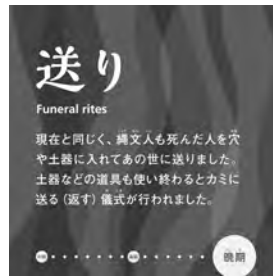 送り
Funeral rites
現在と同じく、縄文人も死んだ人を穴
や土器に入れてあの世に送りました。
土器などの道具も使い終わるとカミに
送る（返す）儀式が行われました。
晩期